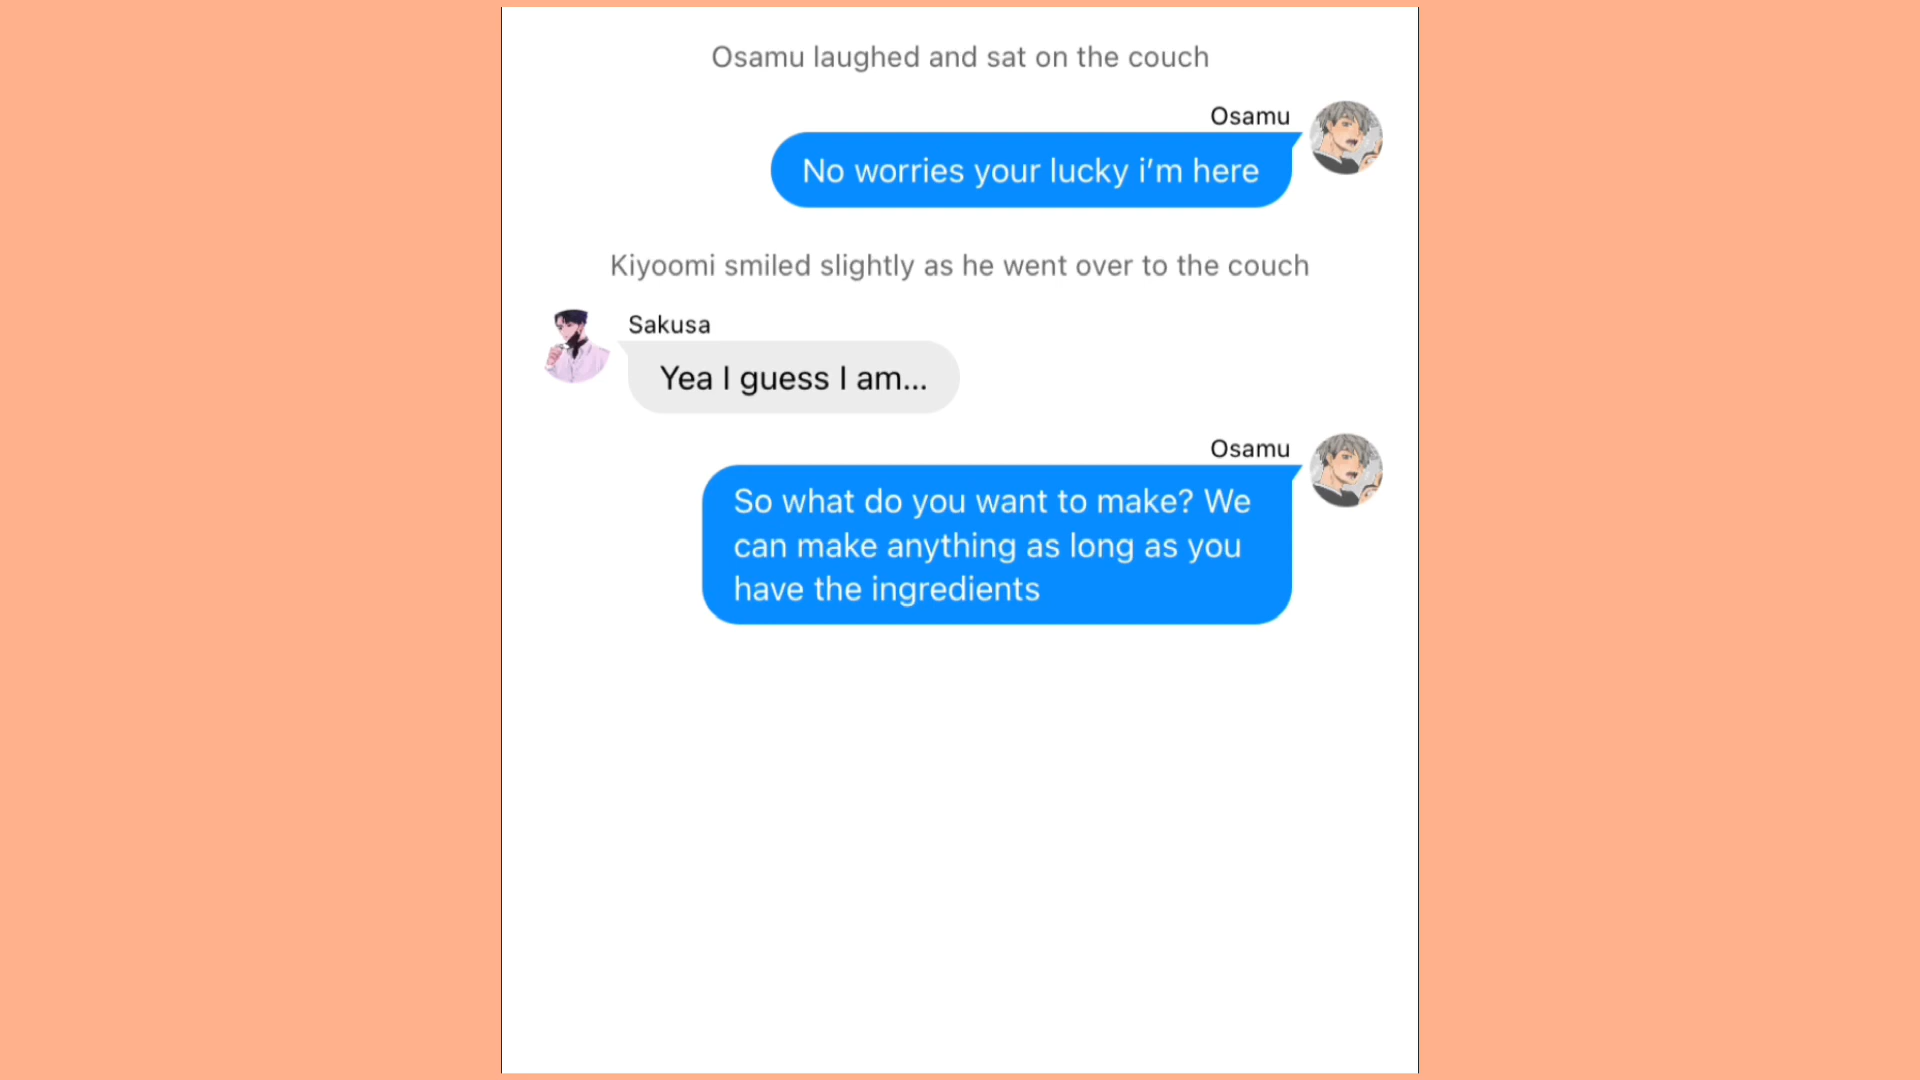 Osamu laughed and sat on the couch
Osamu
No worries your lucky i’m here
Kiyoomi smiled slightly as he went over to the couch
Sakusa
Yea I guess I am...
Osamu
So what do you want to make? We
can make anything as long as you
have the ingredients